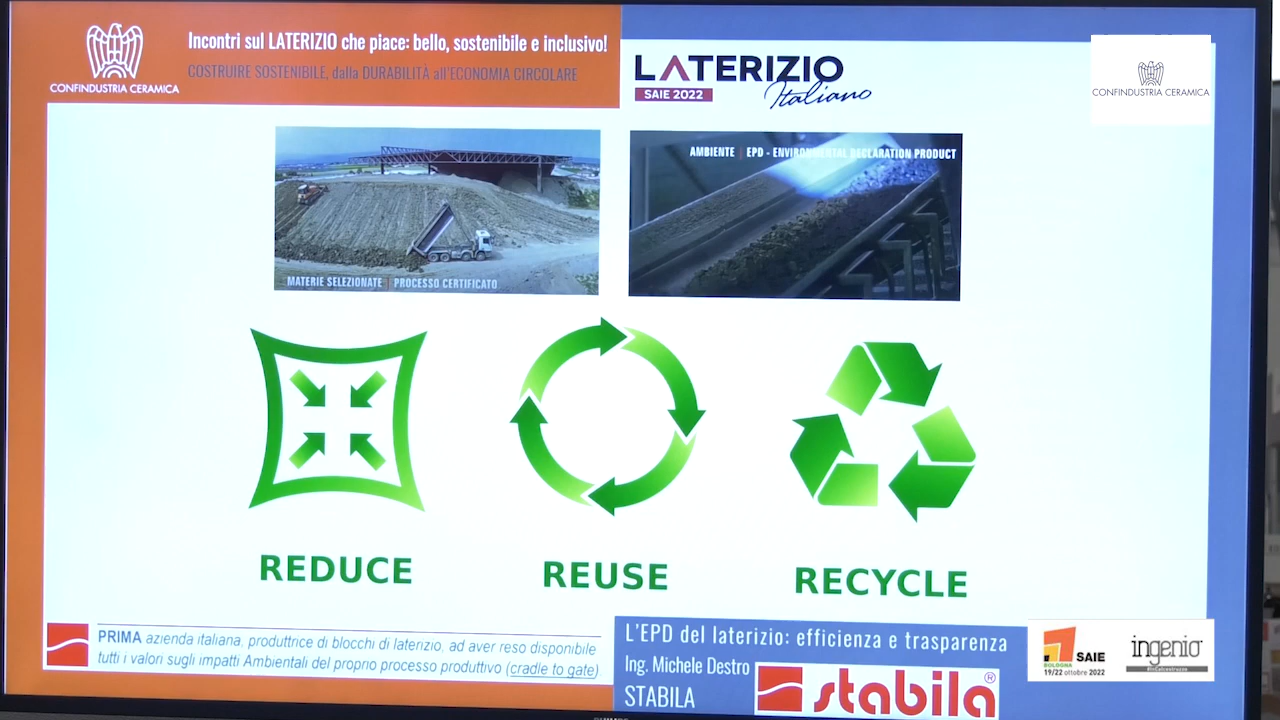 CONFINDUSTRIA CERAMICA
Incontri sul LATERIZIO che piace: bello, sostenibile e inclusivo!
COSTRUIRE SOSTENIBILE, dalla DURABILITÀ all'ECONOMIA CIRCOLARE
LATERIZIO
SAIE 2022
Italiano
CONFINDUSTRIA CERAMICA
MATERIE SELEZIONATE | PROCESSO CERTIFICATO
AMBIENTE | EPD - ENVIRONMENTAL DECLARATION PRODUCT
REDUCE
REUSE
RECYCLE
PRIMA azienda italiana, produttrice di blocchi di laterizio, ad aver reso disponibile
tutti i valori sugli impatti Ambientali del proprio processo produttivo (cradle to gate)
L'EPD del laterizio: efficienza e trasparenza
Ing. Michele Destro
STABILA
stabila®
BOLOGNA
SAIE
19/22 ottobre 2022
ingenio